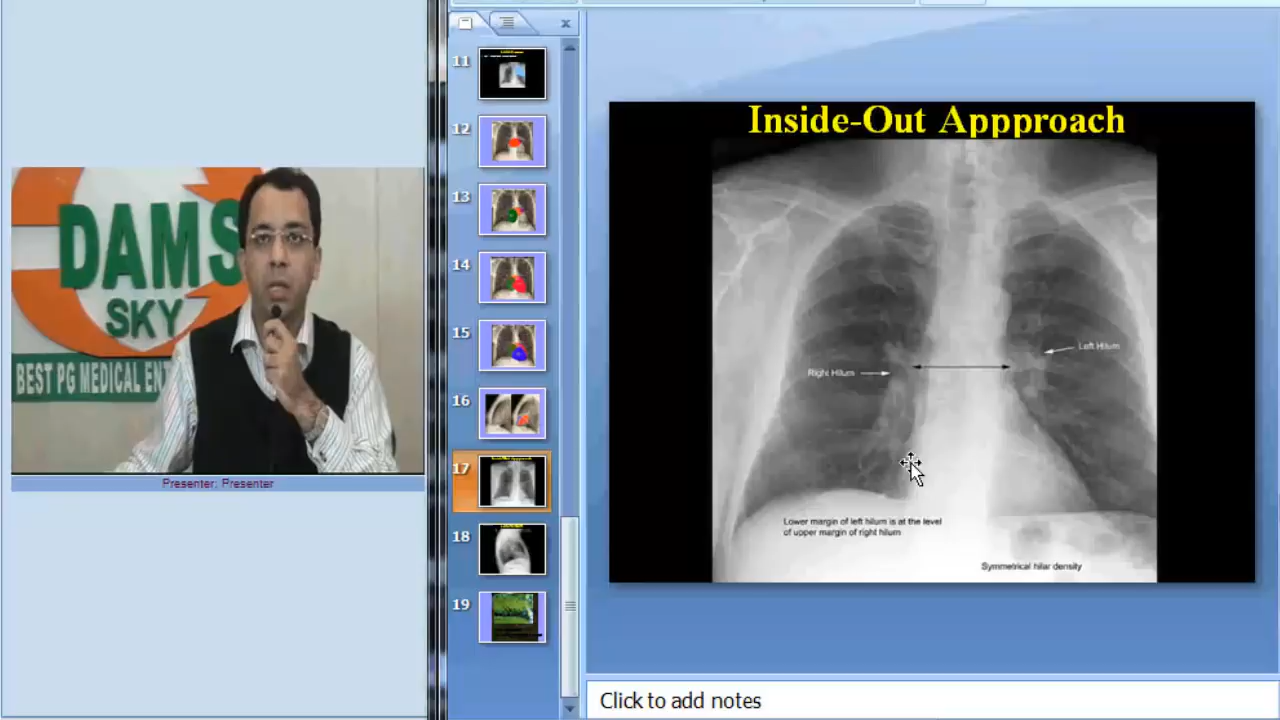 DAMS
SKY
BEST PG MEDICAL EN
Presenter: Presenter
11
12
13
14
15
16
17
18
19
Inside-Out Appproach
Left Hilum
Right Hilum
Lower margin of left hilum is at the level
of upper margin of right hilum
Symmetrical hilar density
Click to add notes